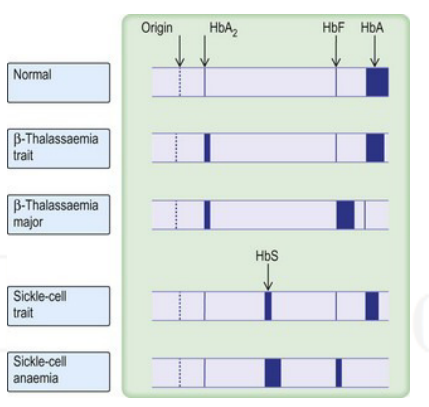 Origin HbA₂ HbF HbA
Normal
β-Thalassaemia
trait
β-Thalassaemia
major
HbS
Sickle-cell
trait
Sickle-cell
anaemia